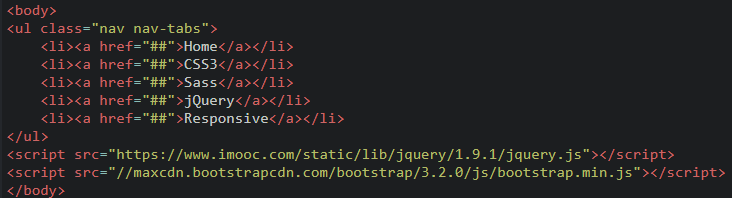 <body>
<ul class="nav nav-tabs">
    <li><a href="##">Home</a></li>
    <li><a href="##">CSS3</a></li>
    <li><a href="##">Sass</a></li>
    <li><a href="##">jQuery</a></li>
    <li><a href="##">Responsive</a></li>
</ul>
<script src="https://www.imooc.com/static/lib/jquery/1.9.1/jquery.js"></script>
<script src="//maxcdn.bootstrapcdn.com/bootstrap/3.2.0/js/bootstrap.min.js"></script>
</body>